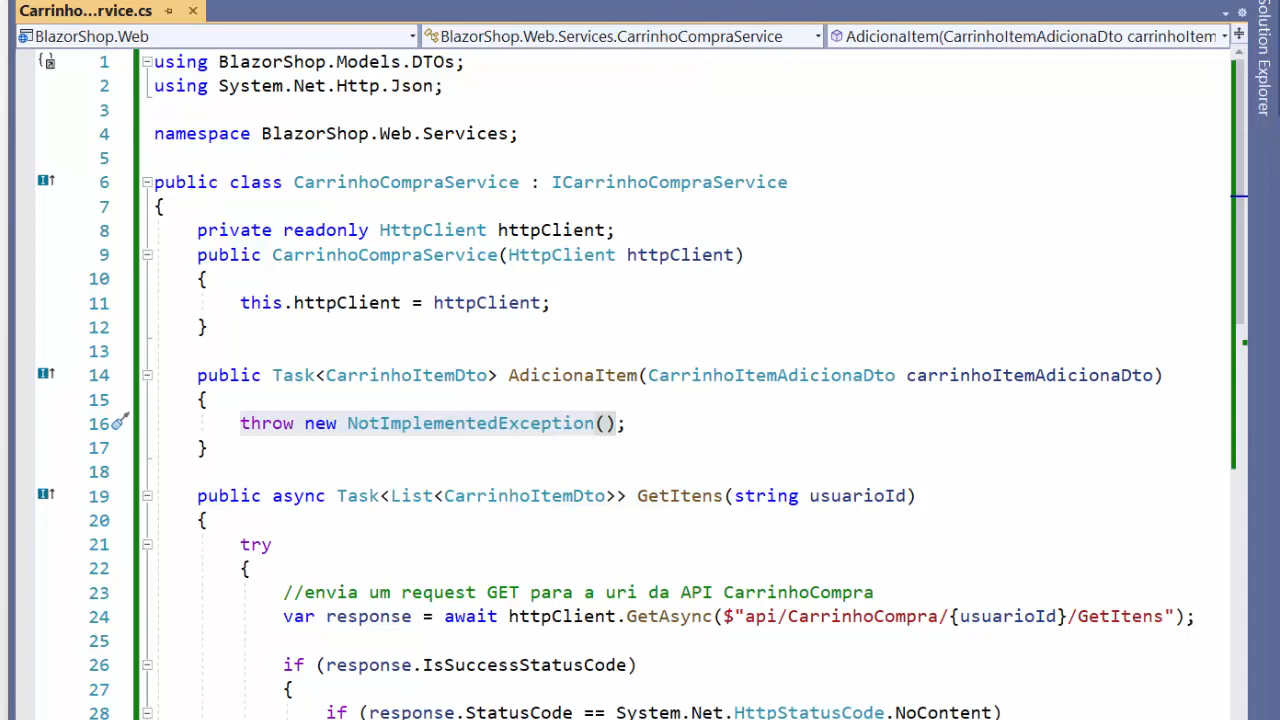 Carrinho...rvice.cs
BlazorShop.Web
BlazorShop.Web.Services.CarrinhoCompraService
AdicionaItem(CarrinhoItemAdicionaDto carrinhoItem
Solution Explorer
1 using BlazorShop.Models.DTOs;
2 using System.Net.Http.Json;
3
4 namespace BlazorShop.Web.Services;
5
6 public class CarrinhoCompraService : ICarrinhoCompraService
7 {
8 private readonly HttpClient httpClient;
9 public CarrinhoCompraService(HttpClient httpClient)
10 {
11 this.httpClient = httpClient;
12 }
13
14 public Task<CarrinhoItemDto> AdicionaItem(CarrinhoItemAdicionaDto carrinhoItemAdicionaDto)
15 {
16 throw new NotImplementedException();
17 }
18
19 public async Task<List<CarrinhoItemDto>> GetItens(string usuarioId)
20 {
21 try
22 {
23 //envia um request GET para a uri da API CarrinhoCompra
24 var response = await httpClient.GetAsync($"api/CarrinhoCompra/{usuarioId}/GetItens");
25
26 if (response.IsSuccessStatusCode)
27 {
28 if (response.StatusCode == System.Net.HttpStatusCode.NoContent)